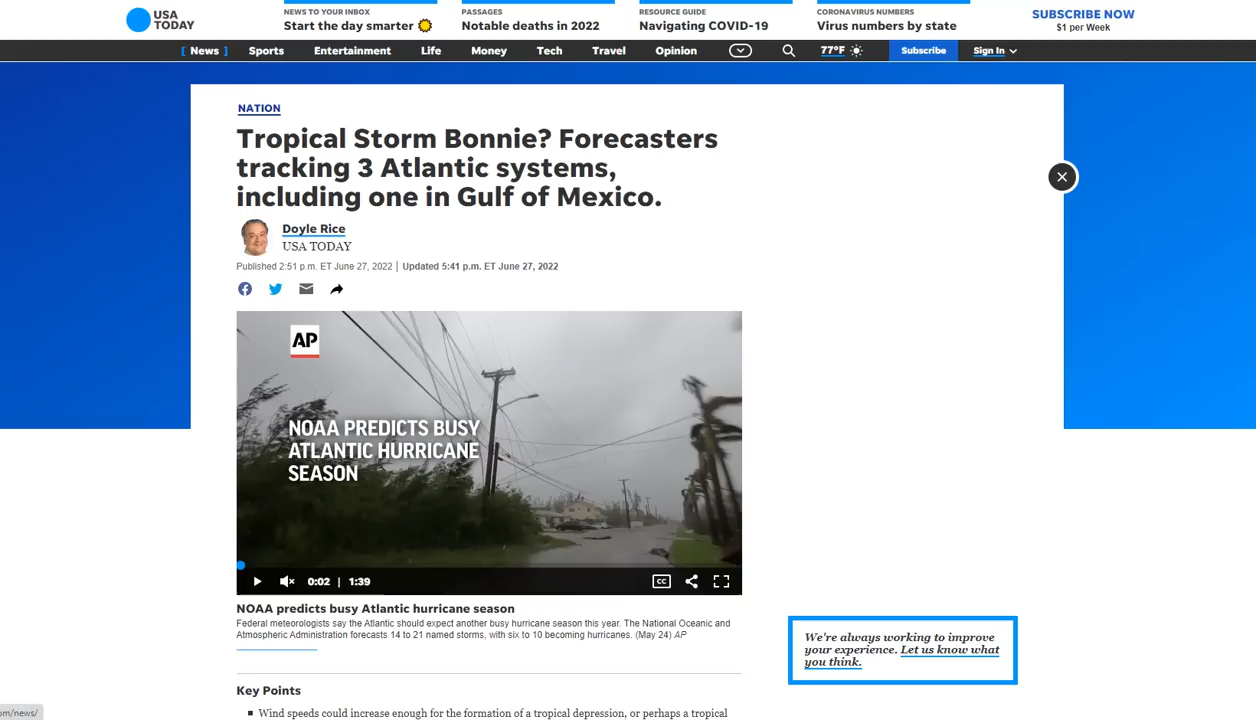 USA
TODAY
NEWS TO YOUR INBOX
Start the day smarter
PASSAGES
Notable deaths in 2022
RESOURCE GUIDE
Navigating COVID-19
CORONAVIRUS NUMBERS
Virus numbers by state
SUBSCRIBE NOW
$1 per Week
[ News ] Sports Entertainment Life Money Tech Travel Opinion 77°F Subscribe Sign In
NATION
Tropical Storm Bonnie? Forecasters
tracking 3 Atlantic systems,
including one in Gulf of Mexico.
Doyle Rice
USA TODAY
Published 2:51 p.m. ET June 27, 2022 | Updated 5:41 p.m. ET June 27, 2022
AP
NOAA PREDICTS BUSY
ATLANTIC HURRICANE
SEASON
0:02 | 1:39 CC
NOAA predicts busy Atlantic hurricane season
Federal meteorologists say the Atlantic should expect another busy hurricane season this year. The National Oceanic and
Atmospheric Administration forecasts 14 to 21 named storms, with six to 10 becoming hurricanes. (May 24) AP
We're always working to improve
your experience. Let us know what
you think.
Key Points
Wind speeds could increase enough for the formation of a tropical depression, or perhaps a tropical
om/news/